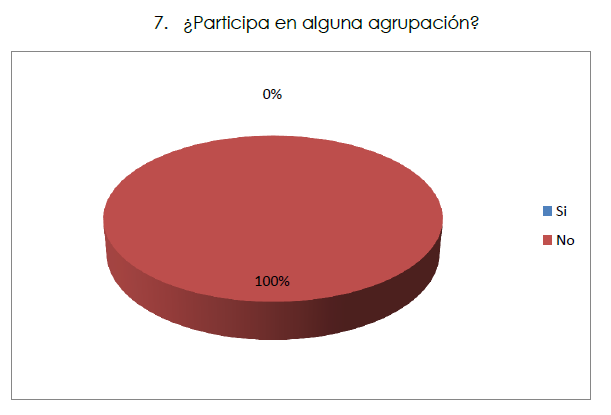 7. ¿Participa en alguna agrupación?
0%
Si
No
100%